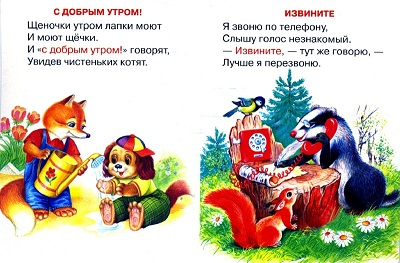 С ДОБРЫМ УТРОМ!
Щеночки утром лапки моют
И моют щёчки.
И «с добрым утром!» говорят,
Увидев чистеньких котят.
ИЗВИНИТЕ
Я звоню по телефону,
Слышу голос незнакомый.
— Извините, — тут же говорю, —
Лучше я перезвоню.